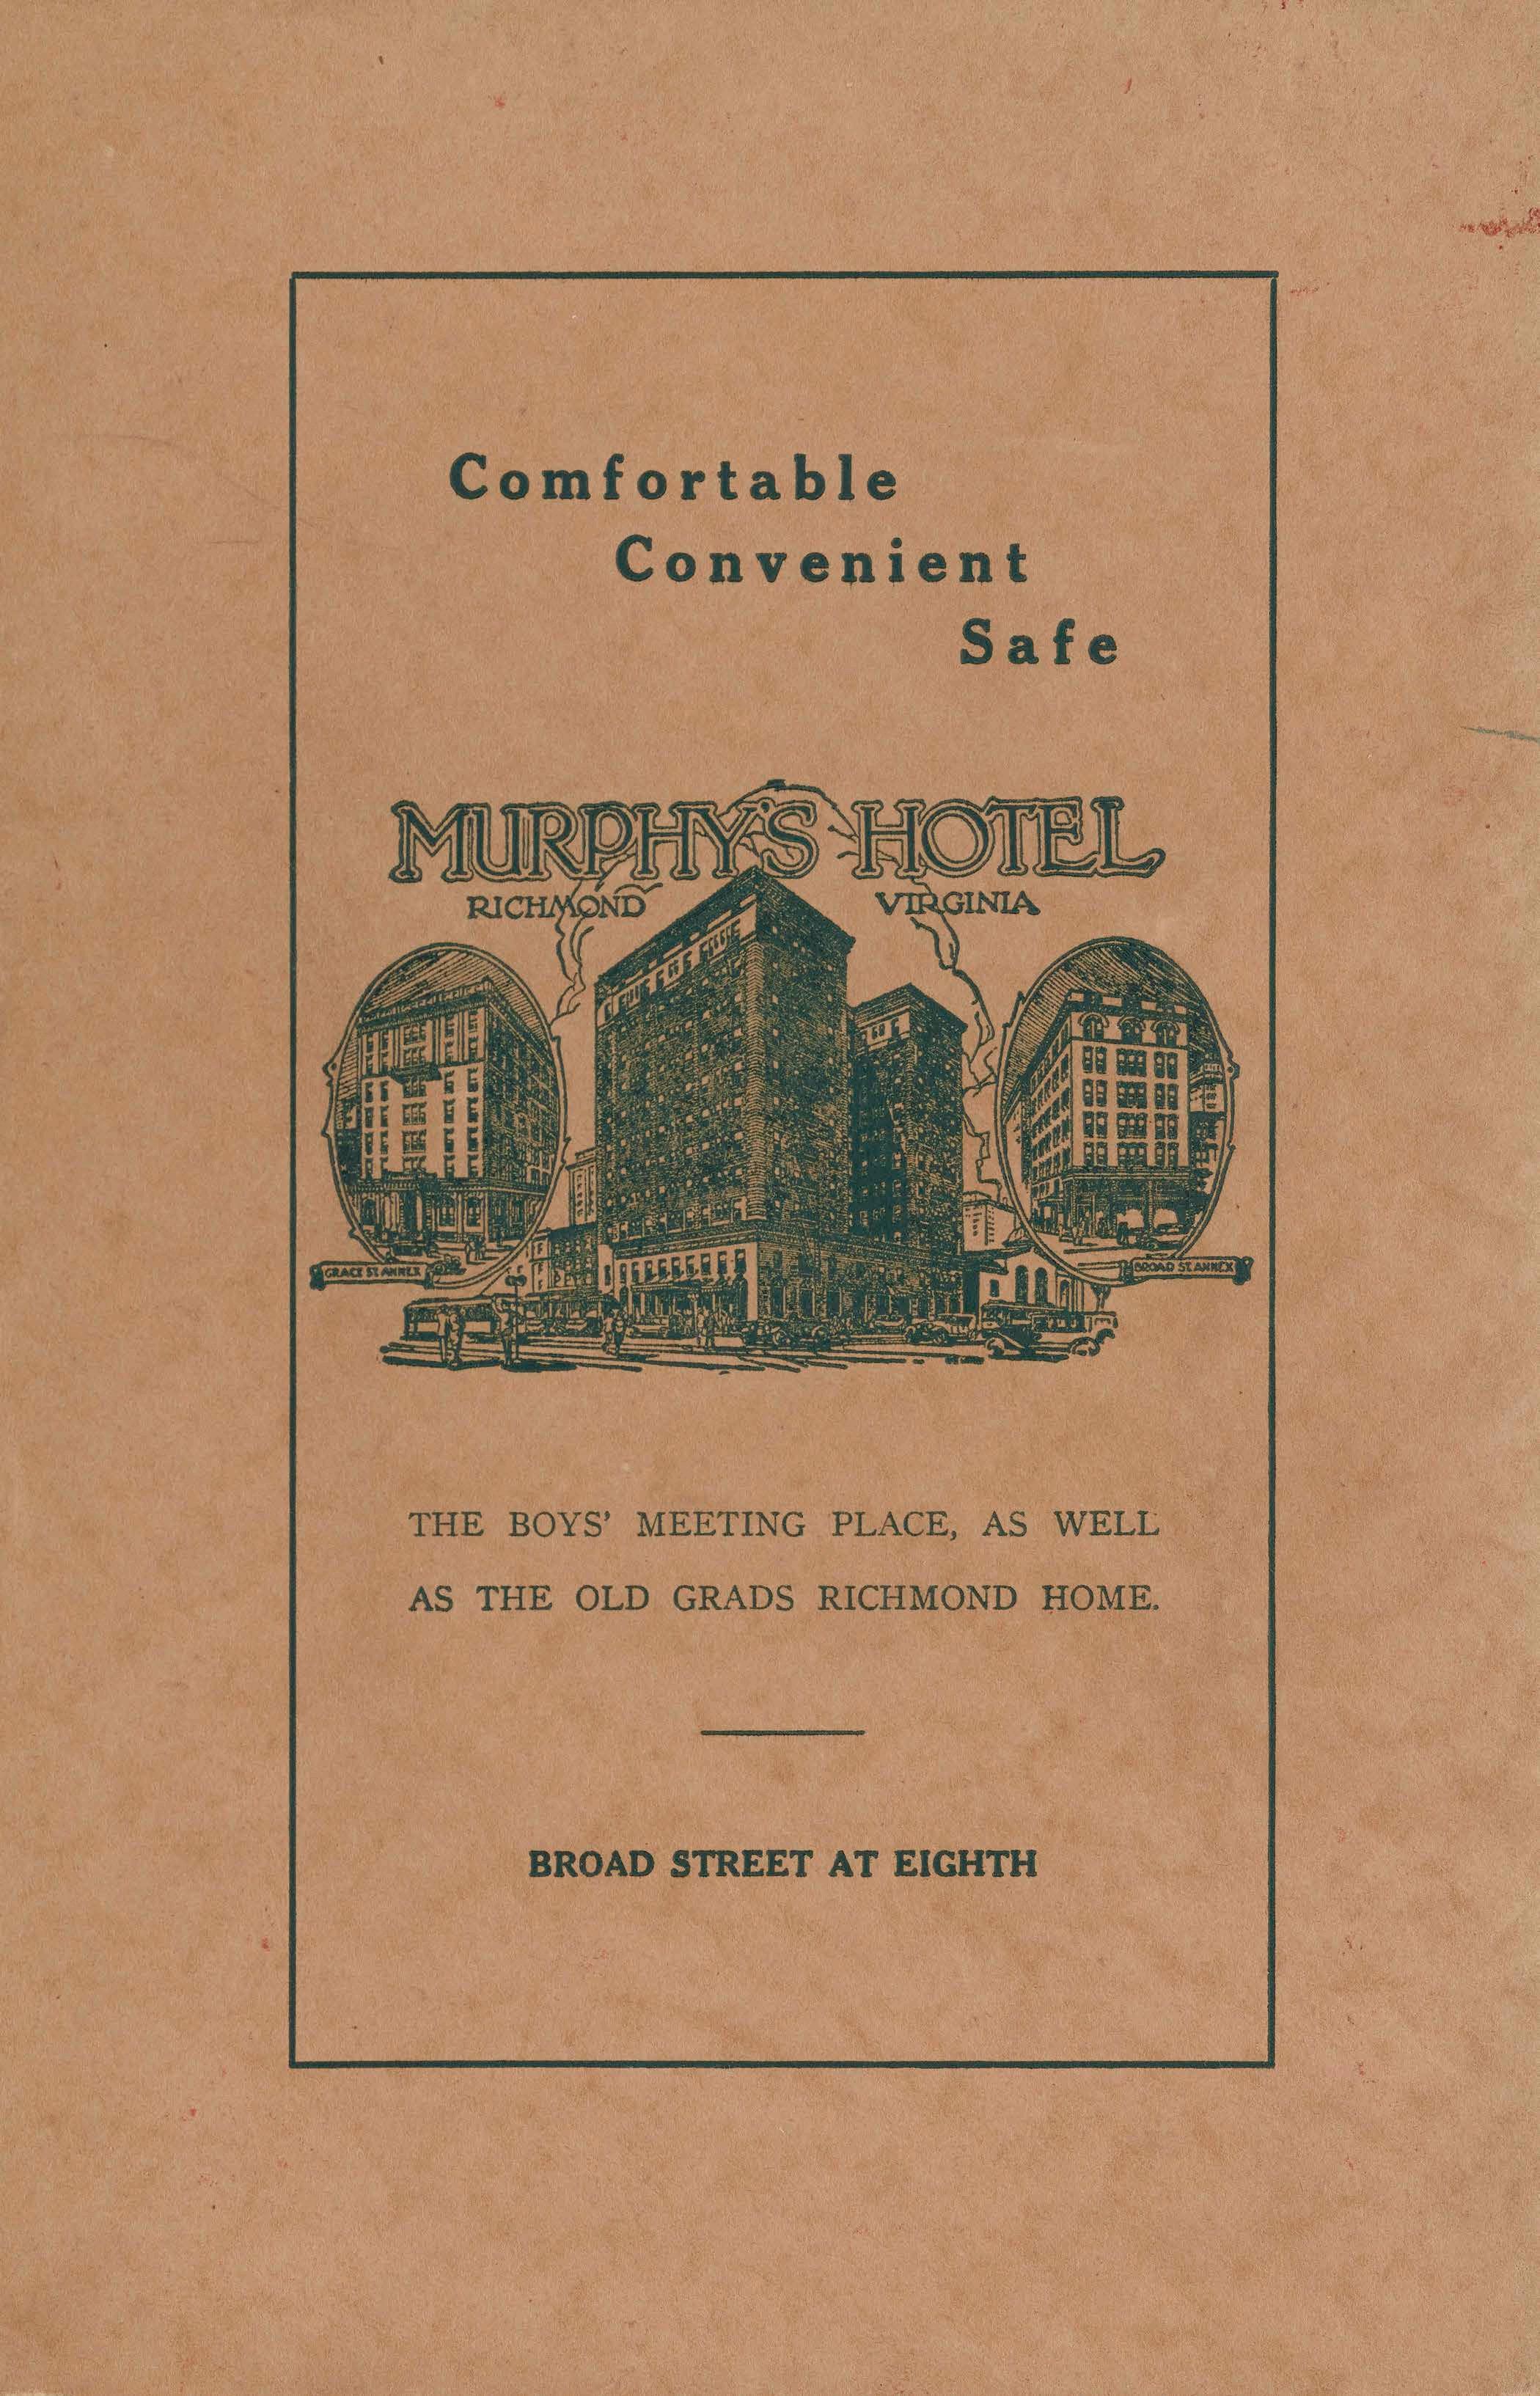 Comfortable
Convenient
Safe
MURPHY'S HOTEL
RICHMOND VIRGINIA
GRACE ST. ANNEX
BROAD ST. ANNEX
THE BOYS' MEETING PLACE, AS WELL
AS THE OLD GRADS RICHMOND HOME.
BROAD STREET AT EIGHTH